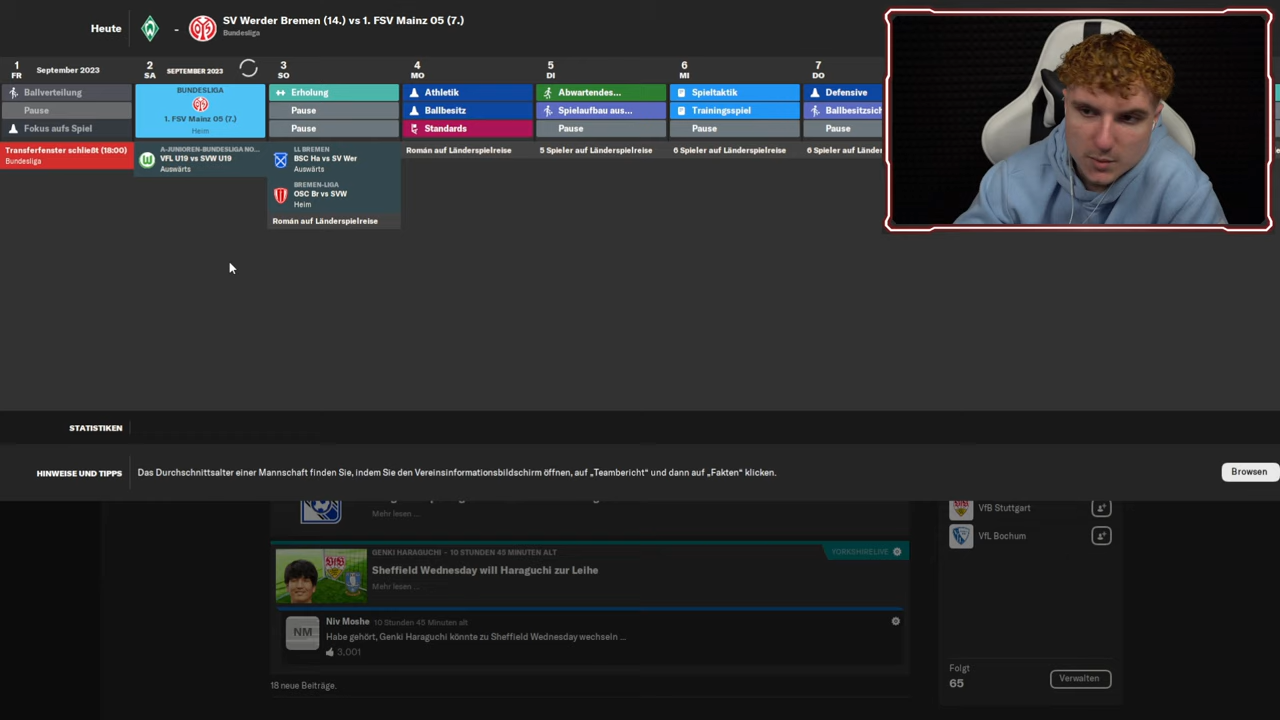 Heute
SV Werder Bremen (14.) vs 1. FSV Mainz 05 (7.)
Bundesliga
1
FR
September 2023
2
SA
SEPTEMBER 2023
3
SO
4
MO
5
DI
6
MI
7
DO
Ballverteilung
Pause
Fokus aufs Spiel
Transferfenster schließt (18:00)
Bundesliga
BUNDESLIGA
1. FSV Mainz 05 (7.)
Heim
A-JUNIOREN-BUNDESLIGA NO...
VFL U19 vs SVW U19
Auswärts
Erholung
Pause
Pause
LL BREMEN
BSC Ha vs SV Wer
Auswärts
BREMEN-LIGA
OSC Br vs SVW
Heim
Román auf Länderspielreise
Athletik
Ballbesitz
Standards
Román auf Länderspielreise
Abwartendes...
Spielaufbau aus...
Pause
5 Spieler auf Länderspielreise
Spieltaktik
Trainingsspiel
Pause
6 Spieler auf Länderspielreise
Defensive
Ballbesitzsich
Pause
6 Spieler auf Länd
STATISTIKEN
HINWEISE UND TIPPS
Das Durchschnittsalter einer Mannschaft finden Sie, indem Sie den Vereinsinformationsbildschirm öffnen, auf „Teambericht" und dann auf „Fakten" klicken.
Browsen
Mehr lesen ...
GENKI HARAGUCHI - 10 STUNDEN 45 MINUTEN ALT
YORKSHIRELIVE
Sheffield Wednesday will Haraguchi zur Leihe
Mehr lesen ...
NM
Niv Moshe 10 Stunden 45 Minuten alt
Habe gehört, Genki Haraguchi könnte zu Sheffield Wednesday wechseln ...
3,001
18 neue Beiträge.
VfB Stuttgart
VfL Bochum
Folgt
65
Verwalten